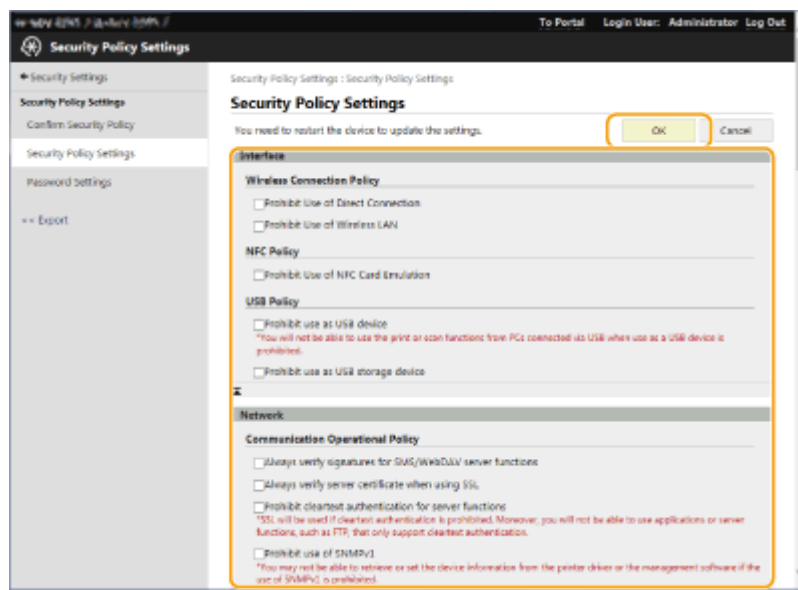 To Portal Login User: Administrator Log Out
Security Policy Settings
Security Settings
Security Policy Settings : Security Policy Settings
Security Policy Settings
Security Policy Settings
Confirm Security Policy
You need to restart the device to update the settings.
OK
Cancel
Security Policy Settings
Interface
Password Settings
Wireless Connection Policy
Prohibit Use of Direct Connection
Export
Prohibit Use of Wireless LAN
NFC Policy
Prohibit Use of NFC Card Emulation
USB Policy
Prohibit use as USB device
*You will not be able to use the print or scan functions from PCs connected via USB when use as a USB device is
prohibited.
Prohibit use as USB storage device
Network
Communication Operational Policy
Always verify signatures for SMS/WebDAV server functions
Always verify server certificate when using SSL
Prohibit cleartext authentication for server functions
*SSL will be used if cleartext authentication is prohibited. Moreover, you will not be able to use applications or server
functions, such as FTP, that only support cleartext authentication.
Prohibit use of SNMPv1
*You may not be able to retrieve or set the device information from the printer driver or the management software if the
use of SNMPv1 is prohibited.